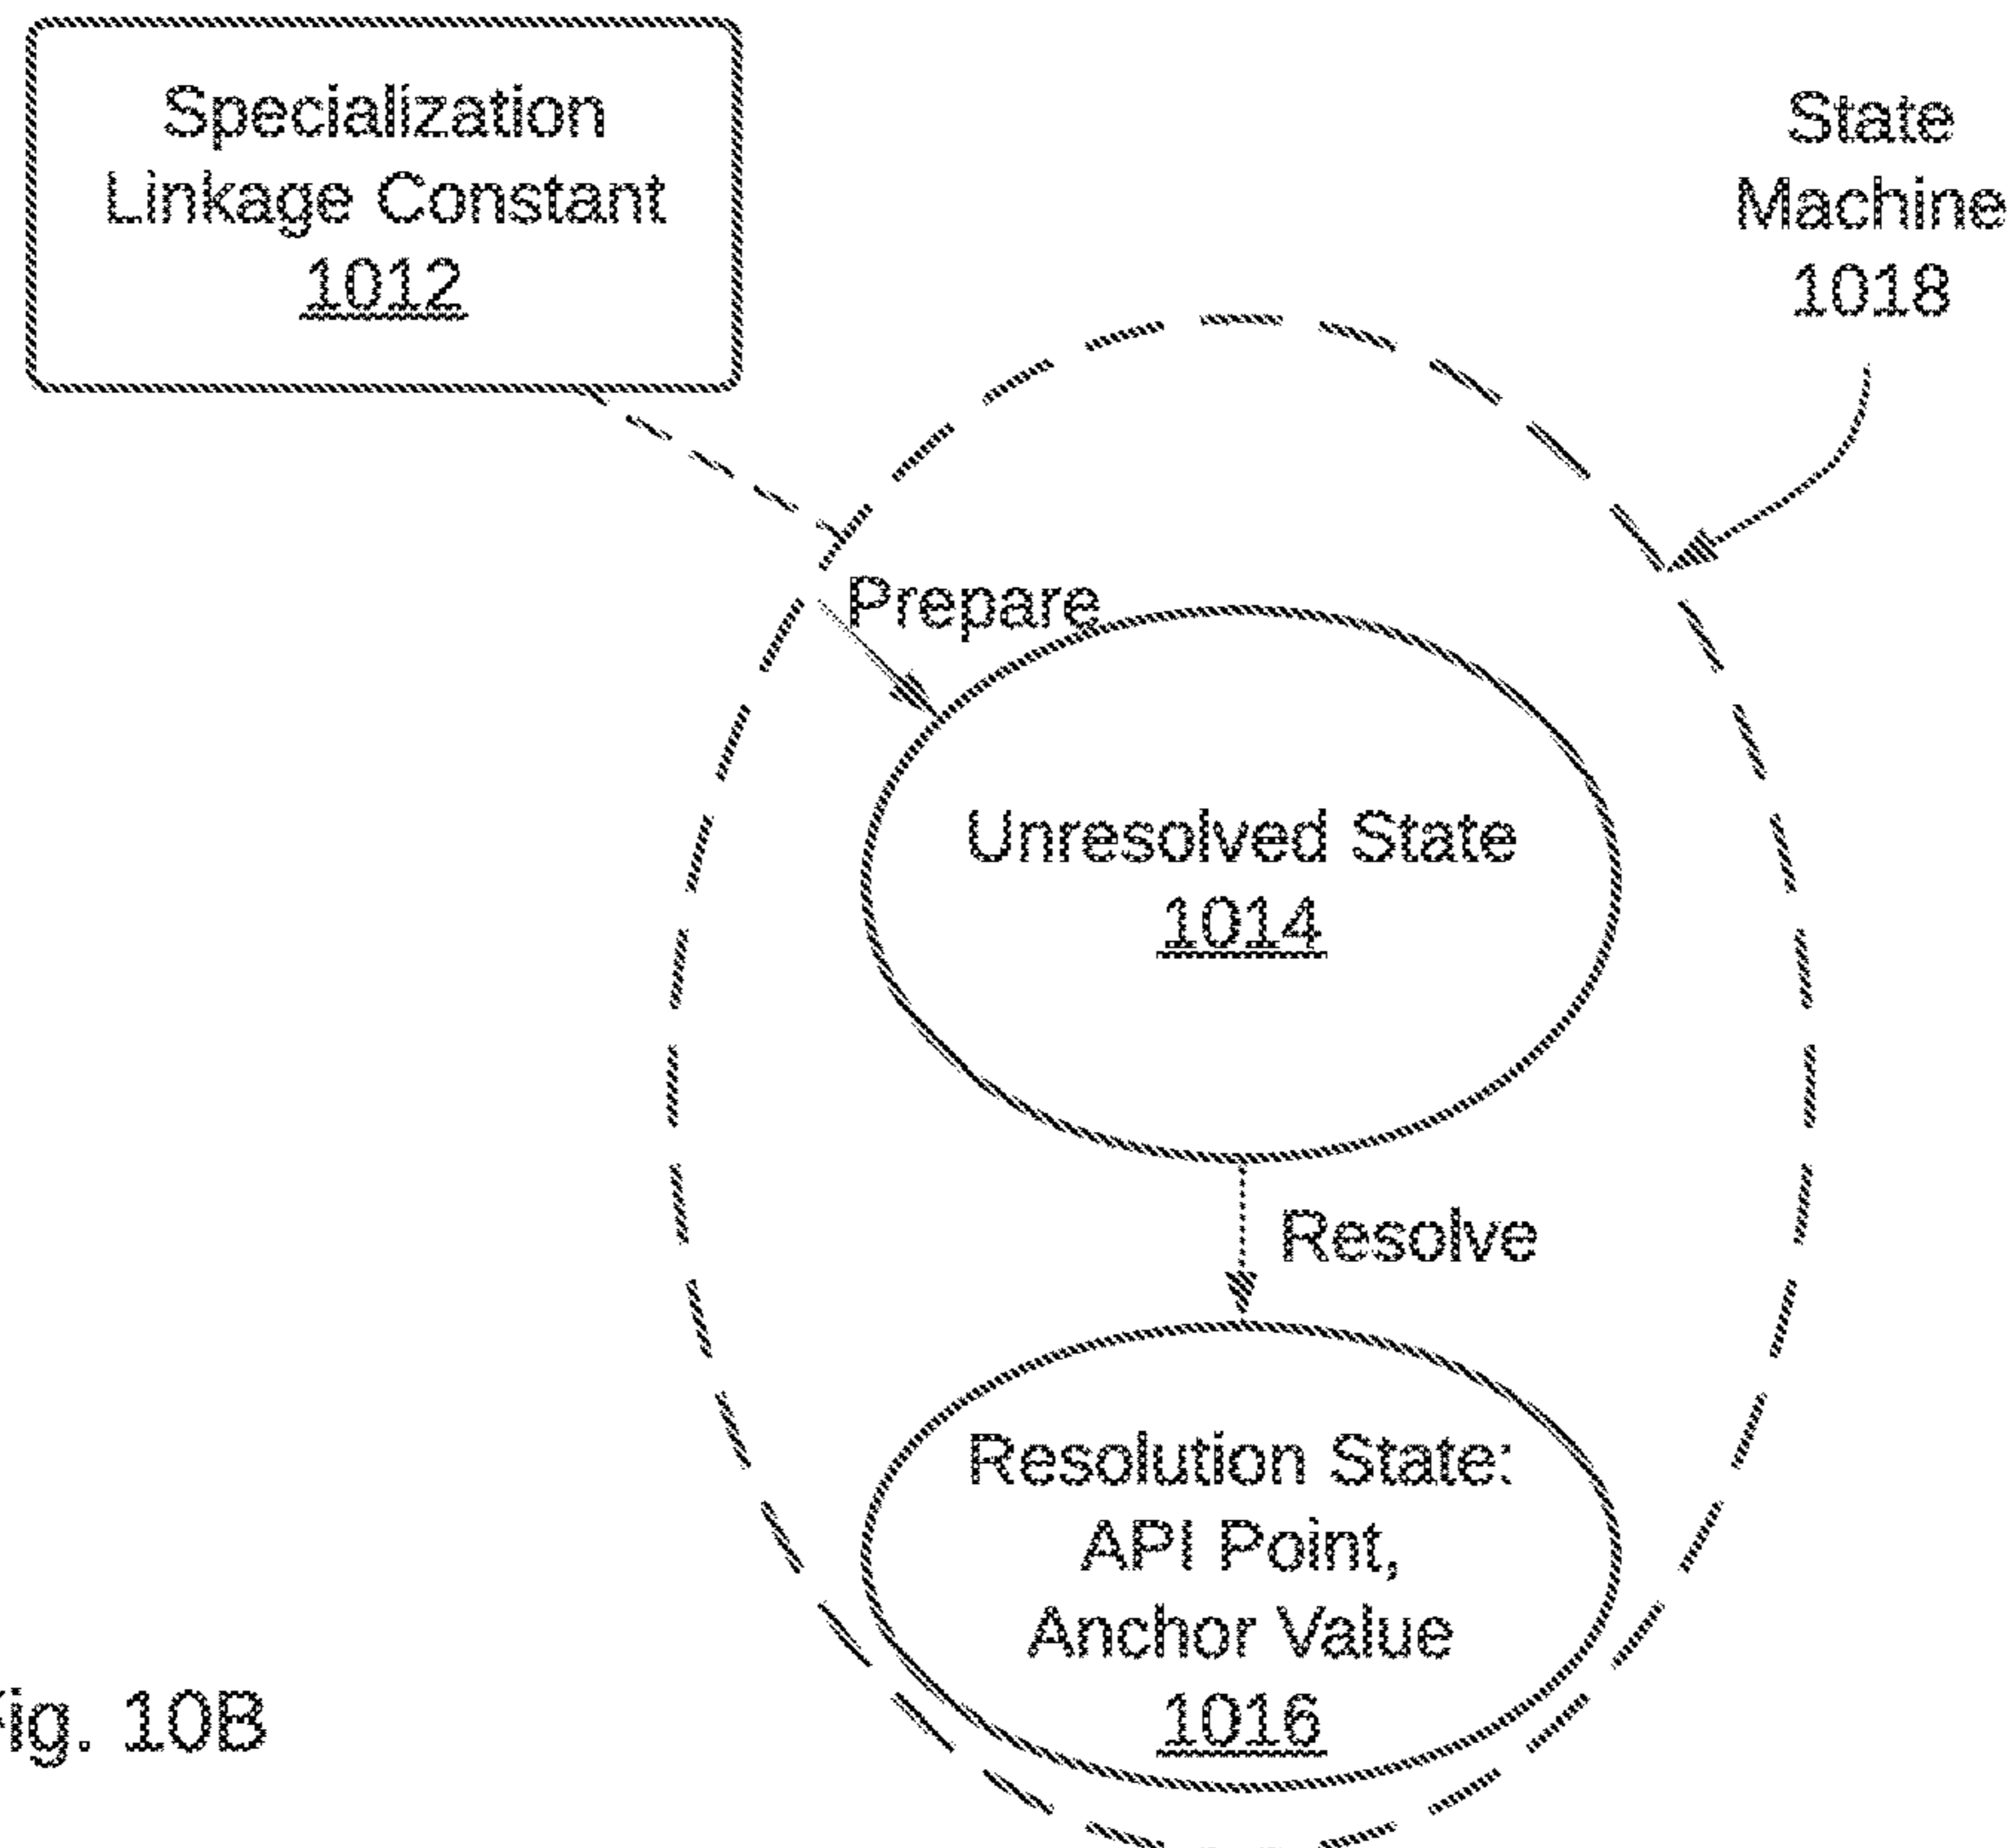 Specialization
Linkage Constant
1012
State
Machine
1018
Prepare
Unresolved State
1014
Resolve
Resolution State:
API Point,
Anchor Value
1016
Fig. 10B